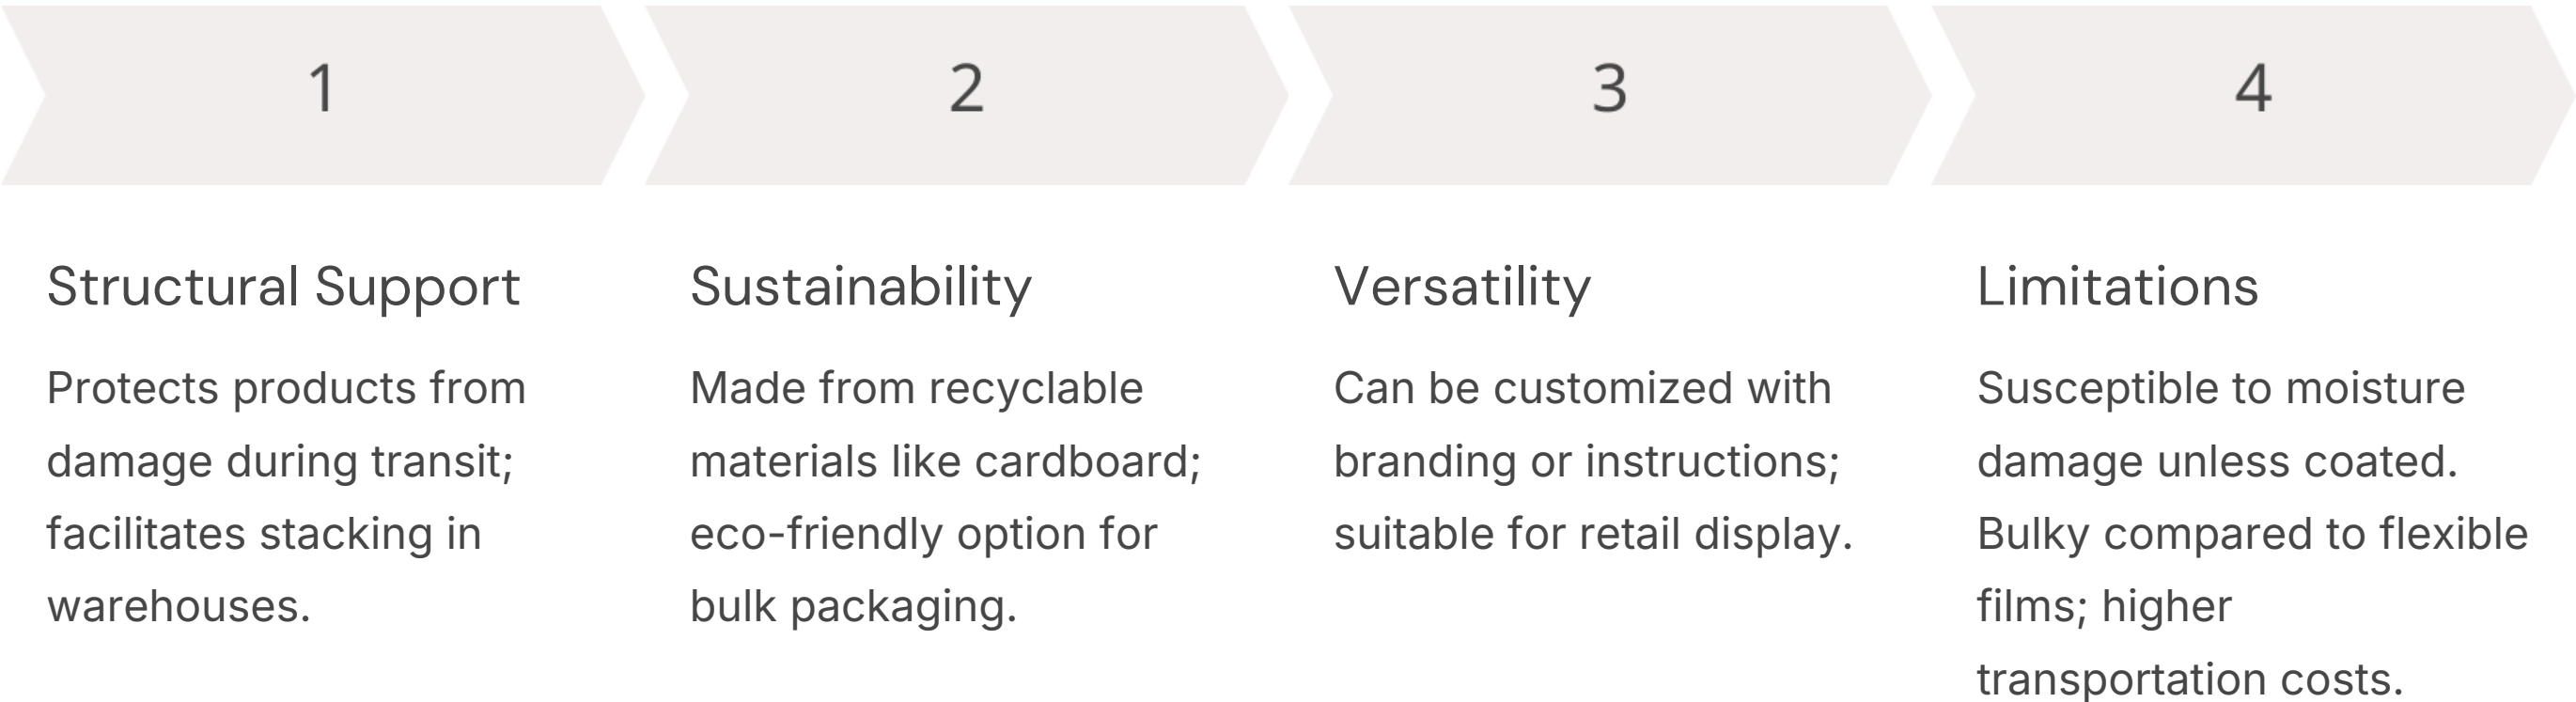 1
2
3
4
Structural Support
Protects products from
damage during transit;
facilitates stacking in
warehouses.
Sustainability
Made from recyclable
materials like cardboard;
eco-friendly option for
bulk packaging.
Versatility
Can be customized with
branding or instructions;
suitable for retail display.
Limitations
Susceptible to moisture
damage unless coated.
Bulky compared to flexible
films; higher
transportation costs.